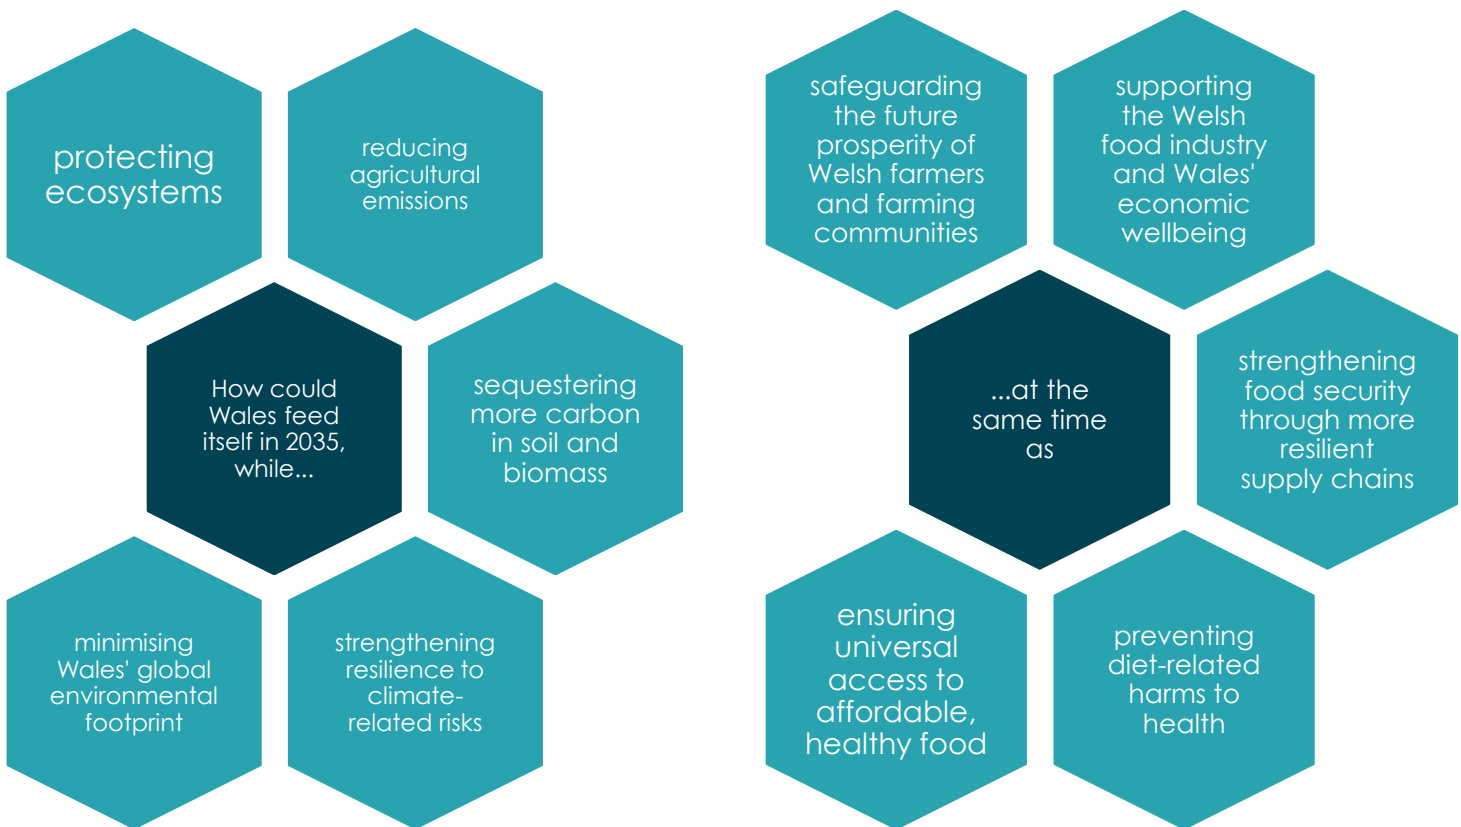 protecting
ecosystems
reducing
agricultural
emissions
How could
Wales feed
itself in 2035,
while...
sequestering
more carbon
in soil and
biomass
minimising
Wales' global
environmental
footprint
strengthening
resilience to
climate-
related risks
safeguarding
the future
prosperity of
Welsh farmers
and farming
communities
supporting
the Welsh
food industry
and Wales'
economic
wellbeing
...at the
same time
as
strengthening
food security
through more
resilient
supply chains
ensuring
universal
access to
affordable,
healthy food
preventing
diet-related
harms to
health